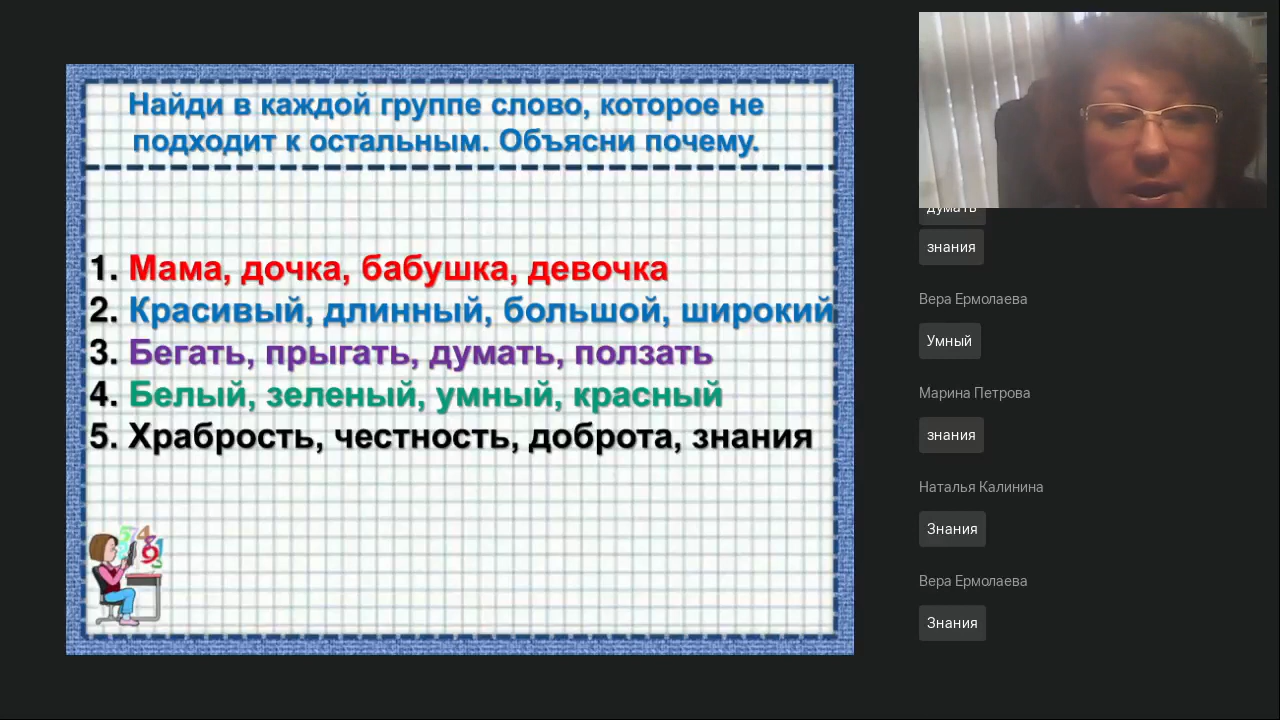 Найди в каждой группе слово, которое не
подходит к остальным. Объясни почему.
1. Мама, дочка, бабушка, девочка
2. Красивый, длинный, большой, широкий
3. Бегать, прыгать, думать, ползать
4. Белый, зеленый, умный, красный
5. Храбрость, честность, доброта, знания
думать
знания
Вера Ермолаева
Умный
Марина Петрова
знания
Наталья Калинина
Знания
Вера Ермолаева
Знания